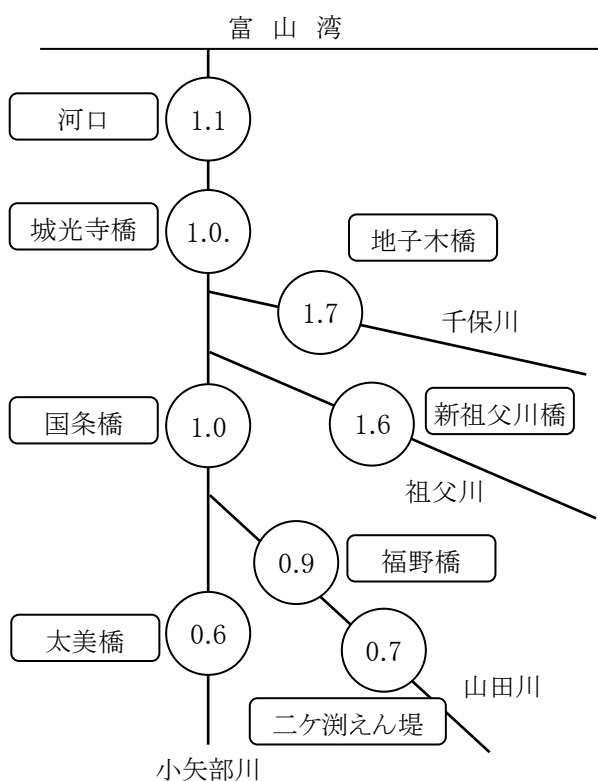 富山湾
河口
1.1
城光寺橋
1.0.
地子木橋
1.7
千保川
国条橋
1.0
1.6
新祖父川橋
祖父川
0.9
福野橋
太美橋
0.6
0.7
山田川
二ケ渕えん堤
小矢部川